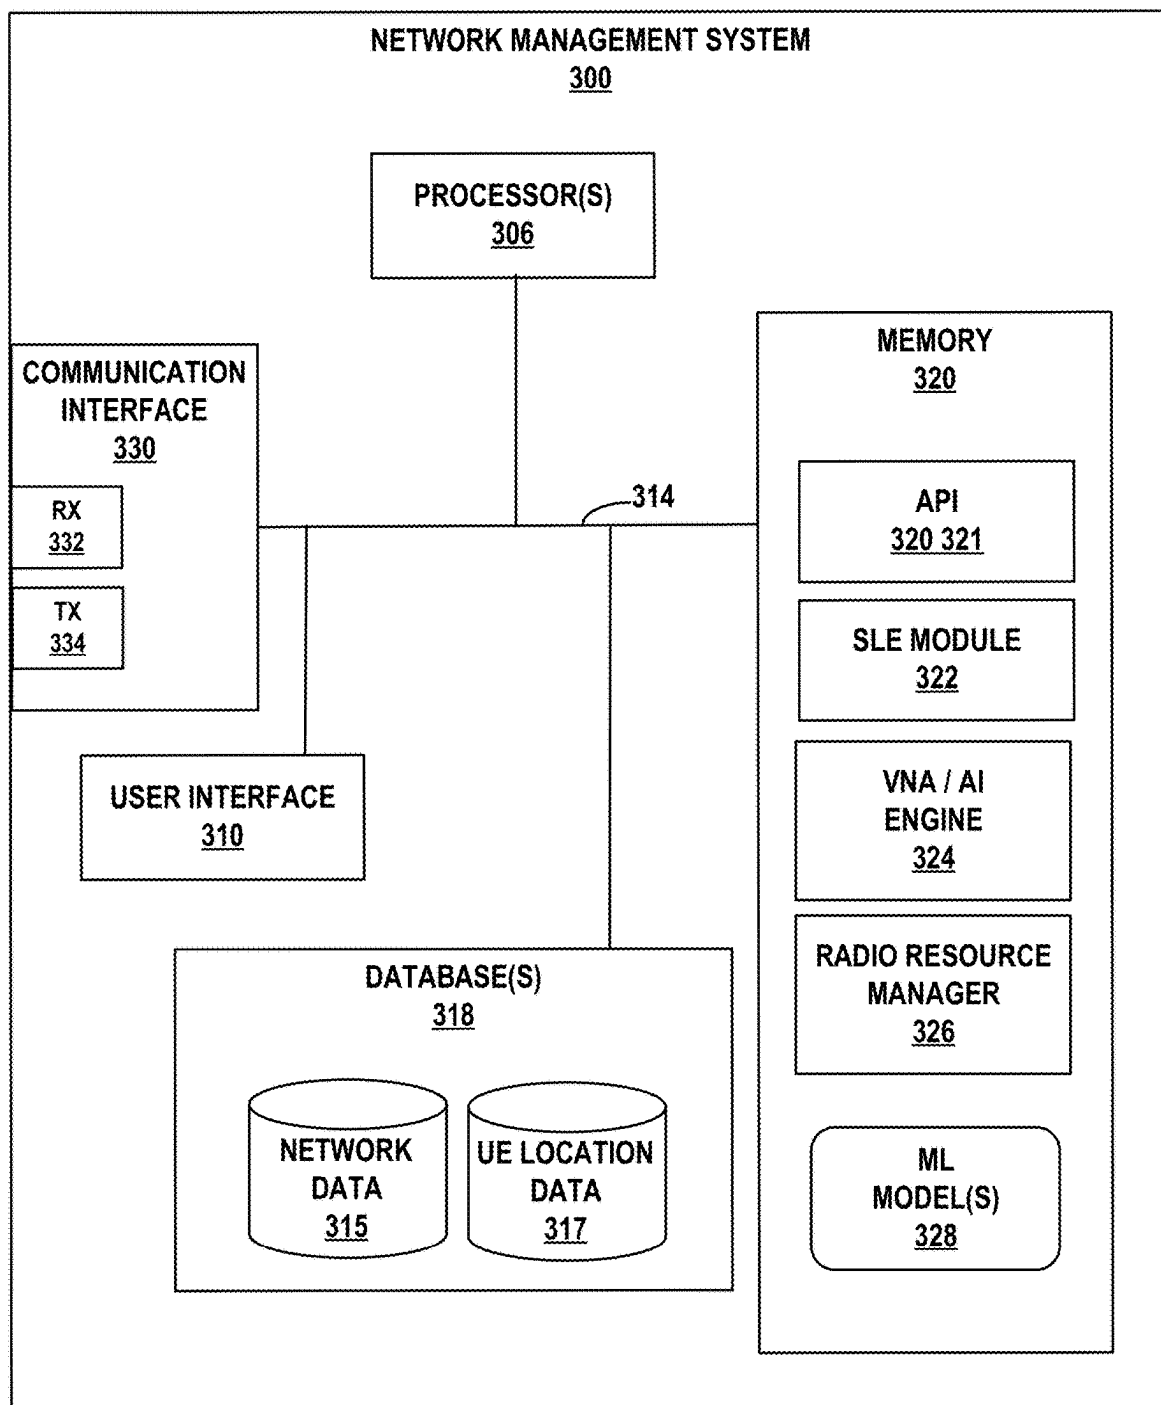 NETWORK MANAGEMENT SYSTEM
300
PROCESSOR(S)
306
COMMUNICATION
INTERFACE
330
RX
332
TX
334
314
USER INTERFACE
310
DATABASE(S)
318
NETWORK
DATA
315
UE LOCATION
DATA
317
MEMORY
320
API
320 321
SLE MODULE
322
VNA / AI
ENGINE
324
RADIO RESOURCE
MANAGER
326
ML
MODEL(S)
328